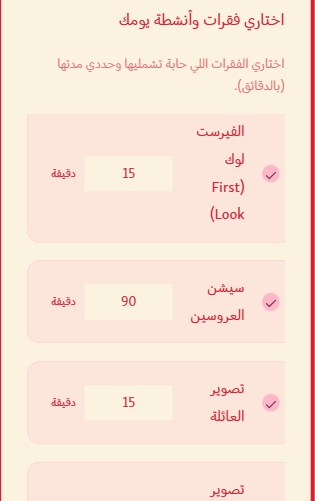 اختاري فقرات وأنشطة يومك
اختاري الفقرات اللي حابة تشمليها وحددي مدتها
(بالدقائق).
الفيرست
لوك
(First
Look)
15
دقيقة
سيشن
العروسين
90
دقيقة
تصوير
العائلة
15
دقيقة
تصوير